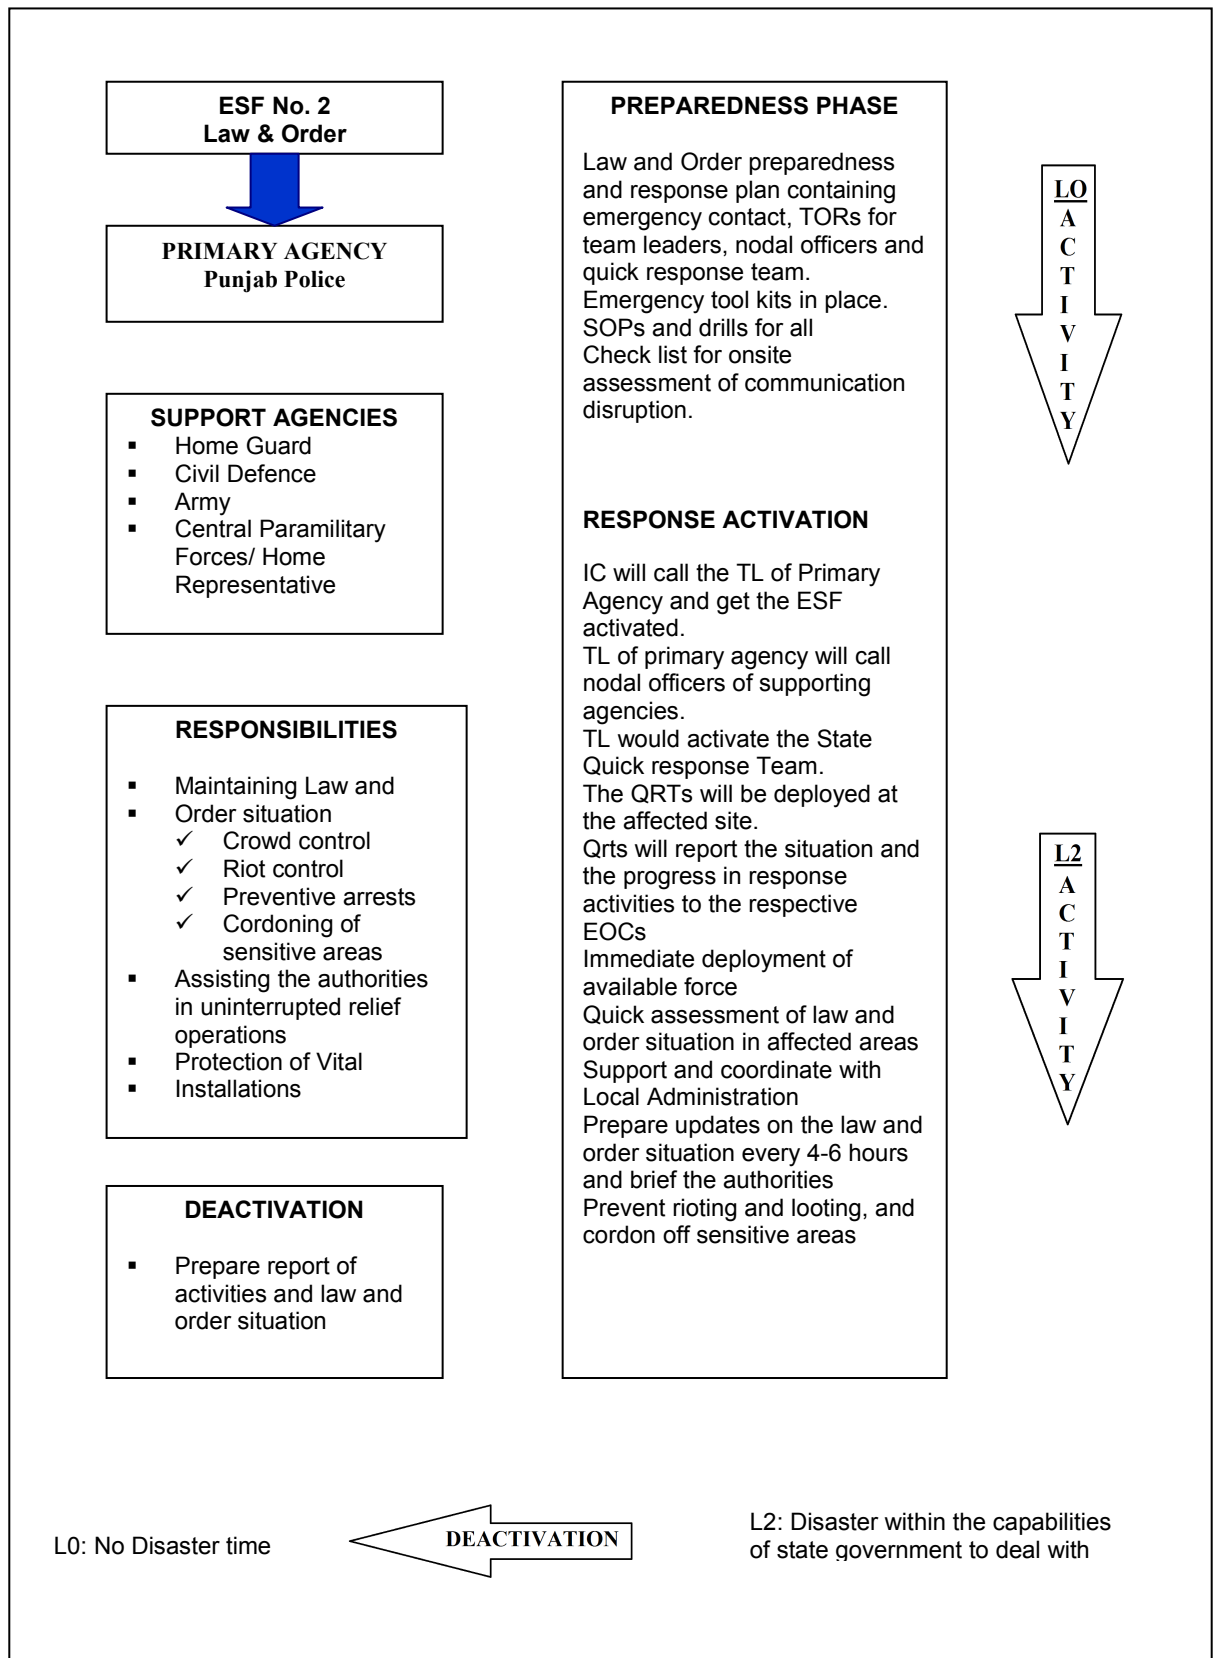 ESF No. 2
Law & Order
PRIMARY AGENCY
Punjab Police
SUPPORT AGENCIES
▪ Home Guard
▪ Civil Defence
▪ Army
▪ Central Paramilitary
Forces/ Home
Representative
RESPONSIBILITIES
▪ Maintaining Law and
▪ Order situation
✓ Crowd control
✓ Riot control
✓ Preventive arrests
✓ Cordoning of
sensitive areas
▪ Assisting the authorities
in uninterrupted relief
operations
▪ Protection of Vital
▪ Installations
DEACTIVATION
▪ Prepare report of
activities and law and
order situation
PREPAREDNESS PHASE
Law and Order preparedness
and response plan containing
emergency contact, TORs for
team leaders, nodal officers and
quick response team.
Emergency tool kits in place.
SOPs and drills for all
Check list for onsite
assessment of communication
disruption.
RESPONSE ACTIVATION
IC will call the TL of Primary
Agency and get the ESF
activated.
TL of primary agency will call
nodal officers of supporting
agencies.
TL would activate the State
Quick response Team.
The QRTs will be deployed at
the affected site.
Qrts will report the situation and
the progress in response
activities to the respective
EOCs
Immediate deployment of
available force
Quick assessment of law and
order situation in affected areas
Support and coordinate with
Local Administration
Prepare updates on the law and
order situation every 4-6 hours
and brief the authorities
Prevent rioting and looting, and
cordon off sensitive areas
LO
A
C
T
I
V
I
T
Y
L2
A
C
T
I
V
I
T
Y
L0: No Disaster time
DEACTIVATION
L2: Disaster within the capabilities
of state government to deal with